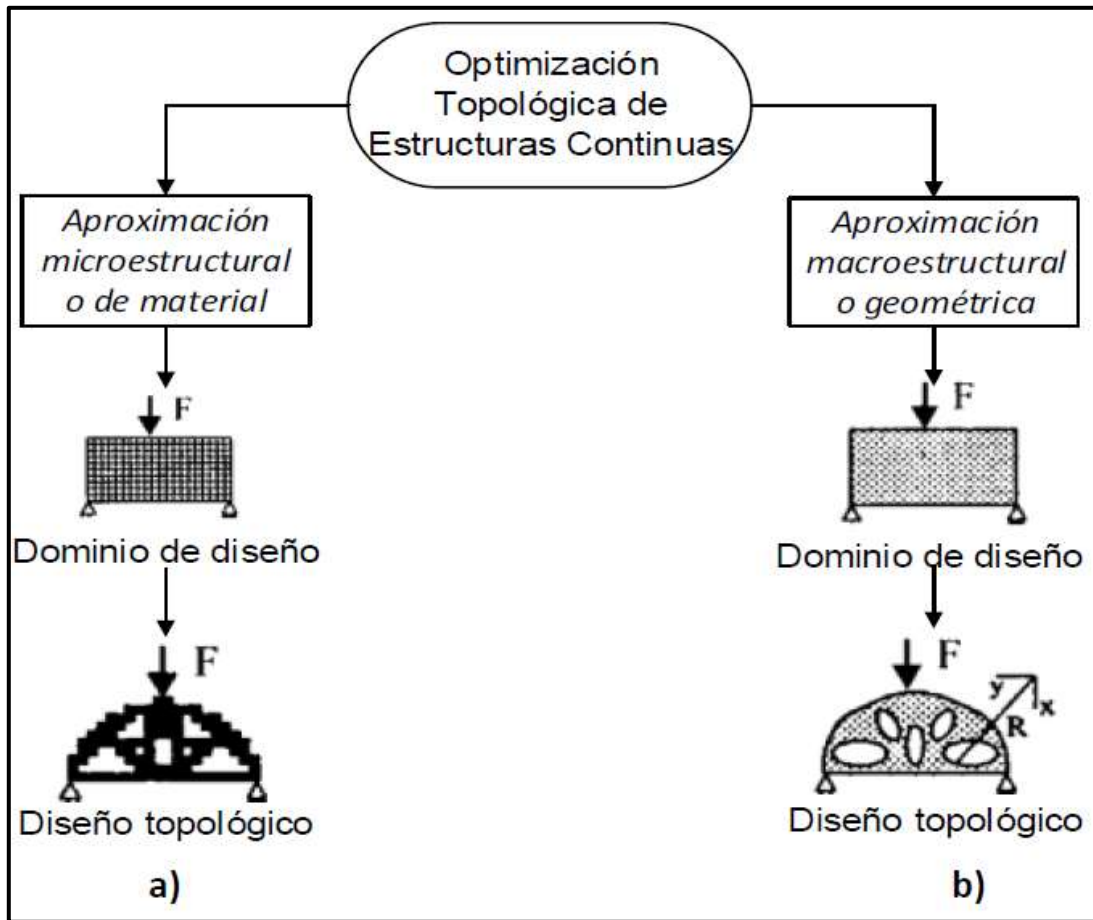 Optimización
Topológica de
Estructuras Continuas
Aproximación
microestructural
o de material
F
Dominio de diseño
F
Diseño topológico
a)
Aproximación
macroestructural
o geométrica
F
Dominio de diseño
F
y
x
R
Diseño topológico
b)